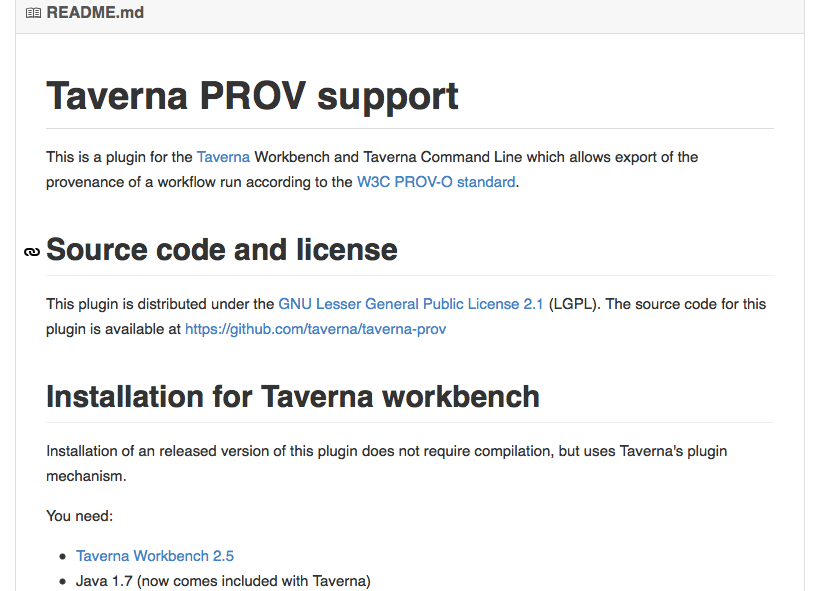 README.md
Taverna PROV support
This is a plugin for the Taverna Workbench and Taverna Command Line which allows export of the
provenance of a workflow run according to the W3C PROV-O standard.
Source code and license
This plugin is distributed under the GNU Lesser General Public License 2.1 (LGPL). The source code for this
plugin is available at https://github.com/taverna/taverna-prov
Installation for Taverna workbench
Installation of an released version of this plugin does not require compilation, but uses Taverna's plugin
mechanism.
You need:
• Taverna Workbench 2.5
• Java 1.7 (now comes included with Taverna)